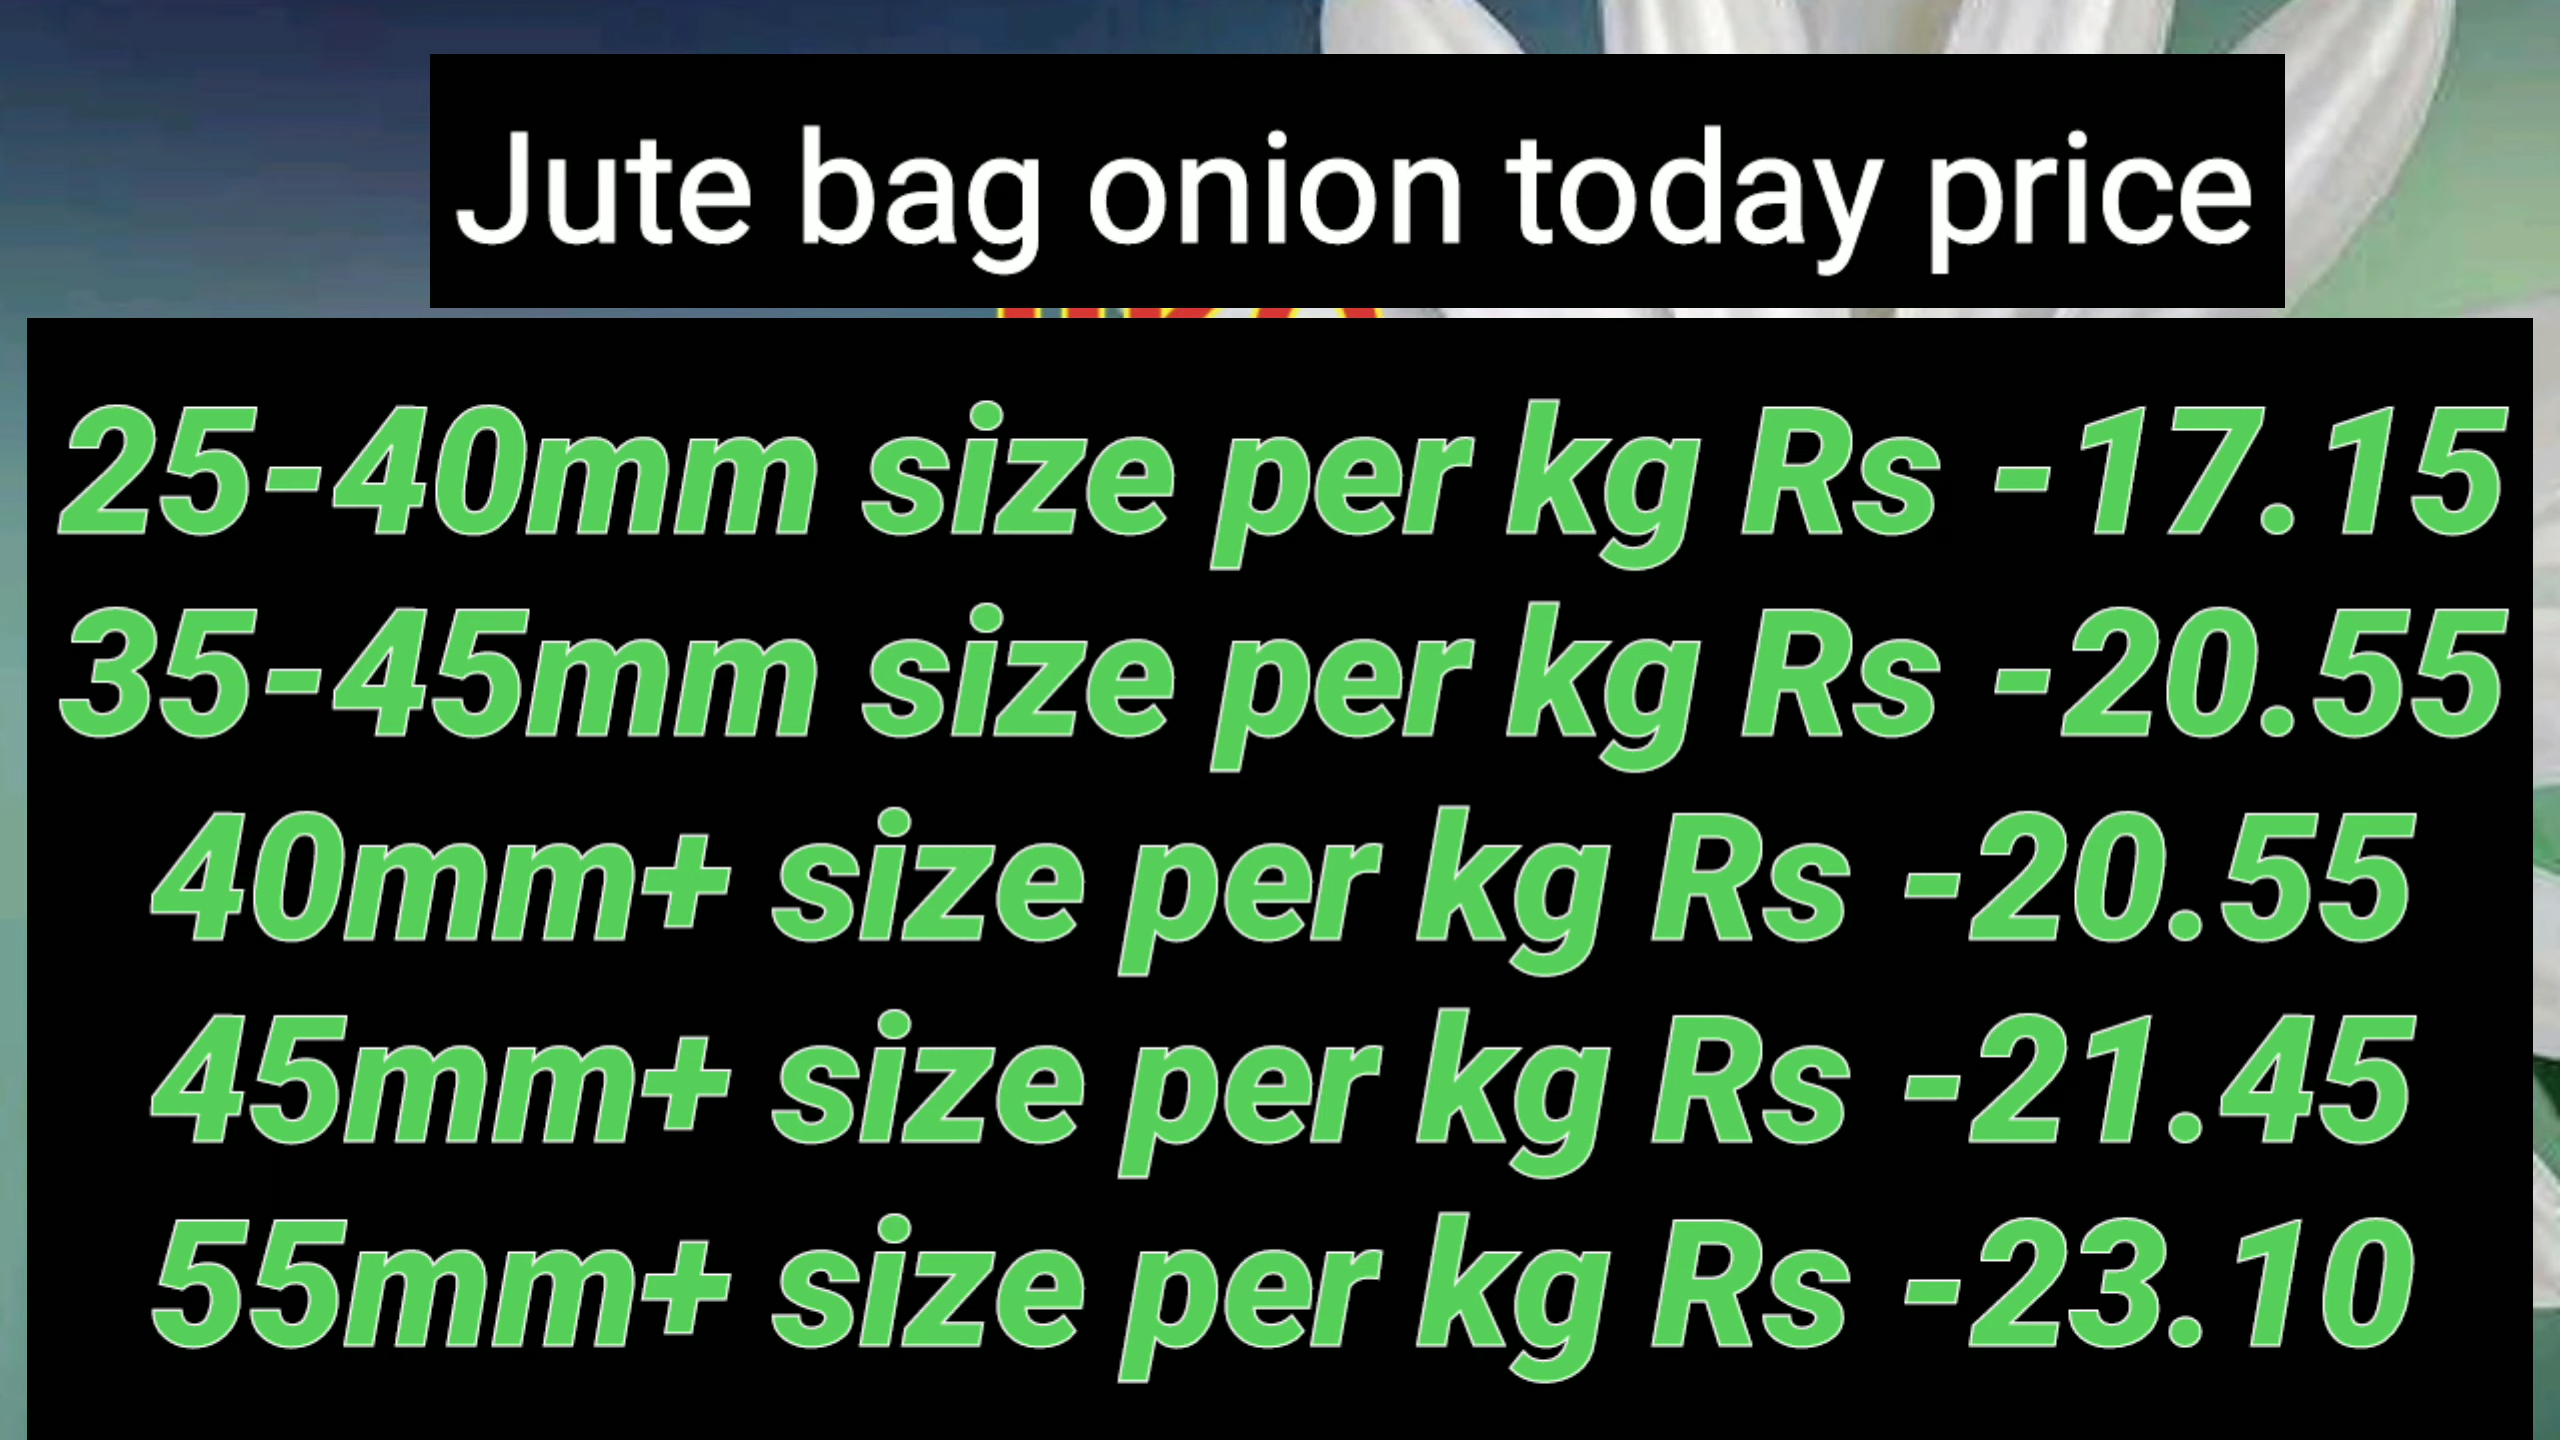 Jute bag onion today price
25-40mm size per kg Rs -17.15
35-45mm size per kg Rs -20.55
40mm+ size per kg Rs -20.55
45mm+ size per kg Rs -21.45
55mm+ size per kg Rs -23.10